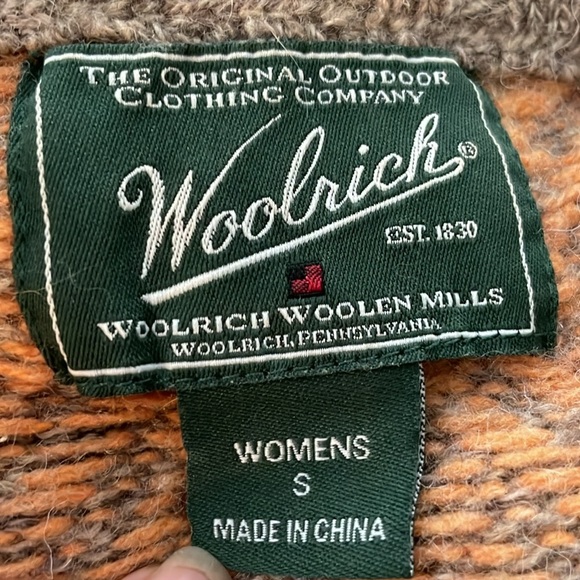 THE ORIGINAL OUTDOOR
CLOTHING COMPANY
Woolrich®
EST. 1830
WOOLRICH WOOLEN MILLS
WOOLRICH, PENNSYLVANIA
WOMENS
S
MADE IN CHINA